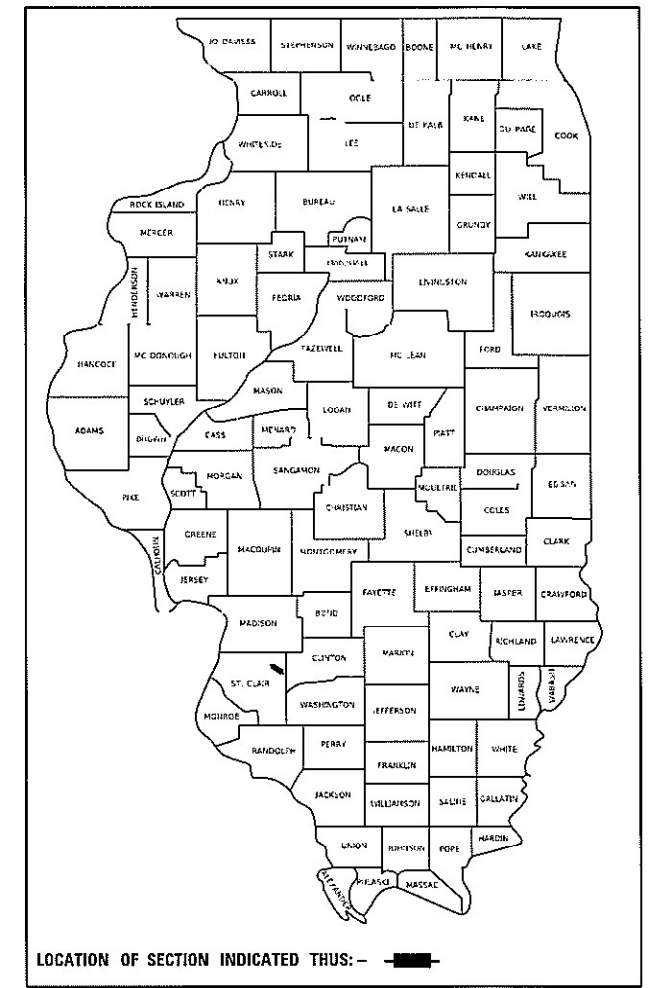 JO DAVIESS STEPHENSON WINNEBAGO BOONE MC HENRY LAKE
CARROLL OGLE DE KALB KANE DU PAGE COOK
WHITESIDE LEE
KENDALL WILL
ROCK ISLAND HENRY BUREAU LA SALLE GRUNDY
MERCER PUTNAM
STARK MARSHALL KANKAKEE
HENDERSON WARREN KNOX PEORIA WOODFORD LIVINGSTON IROQUOIS
HANCOCK MC DONOUGH FULTON TAZEWELL MC LEAN FORD
SCHUYLER MASON LOGAN DE WITT CHAMPAIGN VERMILION
ADAMS CASS MENARD PIATT
MACON
PIKE SCOTT MORGAN SANGAMON MOULTRIE DOUGLAS EDGAR
CHRISTIAN COLES
CALHOUN GREENE MACOUPIN MONTGOMERY SHELBY CUMBERLAND CLARK
JERSEY FAYETTE EFFINGHAM JASPER CRAWFORD
MADISON BOND
CLAY RICHLAND LAWRENCE
CLINTON MARION
ST. CLAIR WAYNE EDWARDS WABASH
MONROE WASHINGTON JEFFERSON
RANDOLPH PERRY HAMILTON WHITE
FRANKLIN
JACKSON WILLIAMSON SALINE GALLATIN
UNION JOHNSON POPE HARDIN
ALEXANDER PULASKI MASSAC
LOCATION OF SECTION INDICATED THUS: -